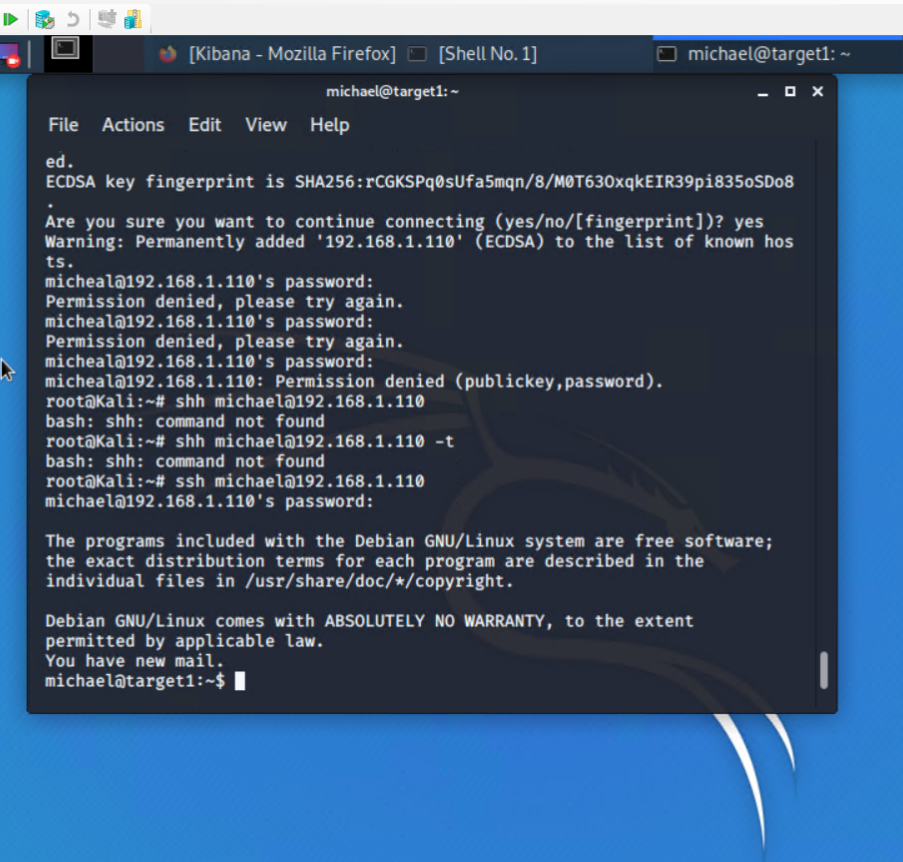 [Kibana - Mozilla Firefox] [Shell No. 1] michael@target1: ~
michael@target1: ~
File Actions Edit View Help
ed.
ECDSA key fingerprint is SHA256:rCGKSPq0sUfa5mqn/8/M0T63OxqkEIR39pi835oSDo8
.
Are you sure you want to continue connecting (yes/no/[fingerprint])? yes
Warning: Permanently added '192.168.1.110' (ECDSA) to the list of known hos
ts.
micheal@192.168.1.110's password:
Permission denied, please try again.
micheal@192.168.1.110's password:
Permission denied, please try again.
micheal@192.168.1.110's password:
micheal@192.168.1.110: Permission denied (publickey,password).
root@Kali:~# shh michael@192.168.1.110
bash: shh: command not found
root@Kali:~# shh michael@192.168.1.110 -t
bash: shh: command not found
root@Kali:~# ssh michael@192.168.1.110
michael@192.168.1.110's password:
The programs included with the Debian GNU/Linux system are free software;
the exact distribution terms for each program are described in the
individual files in /usr/share/doc/*/copyright.
Debian GNU/Linux comes with ABSOLUTELY NO WARRANTY, to the extent
permitted by applicable law.
You have new mail.
michael@target1:~$